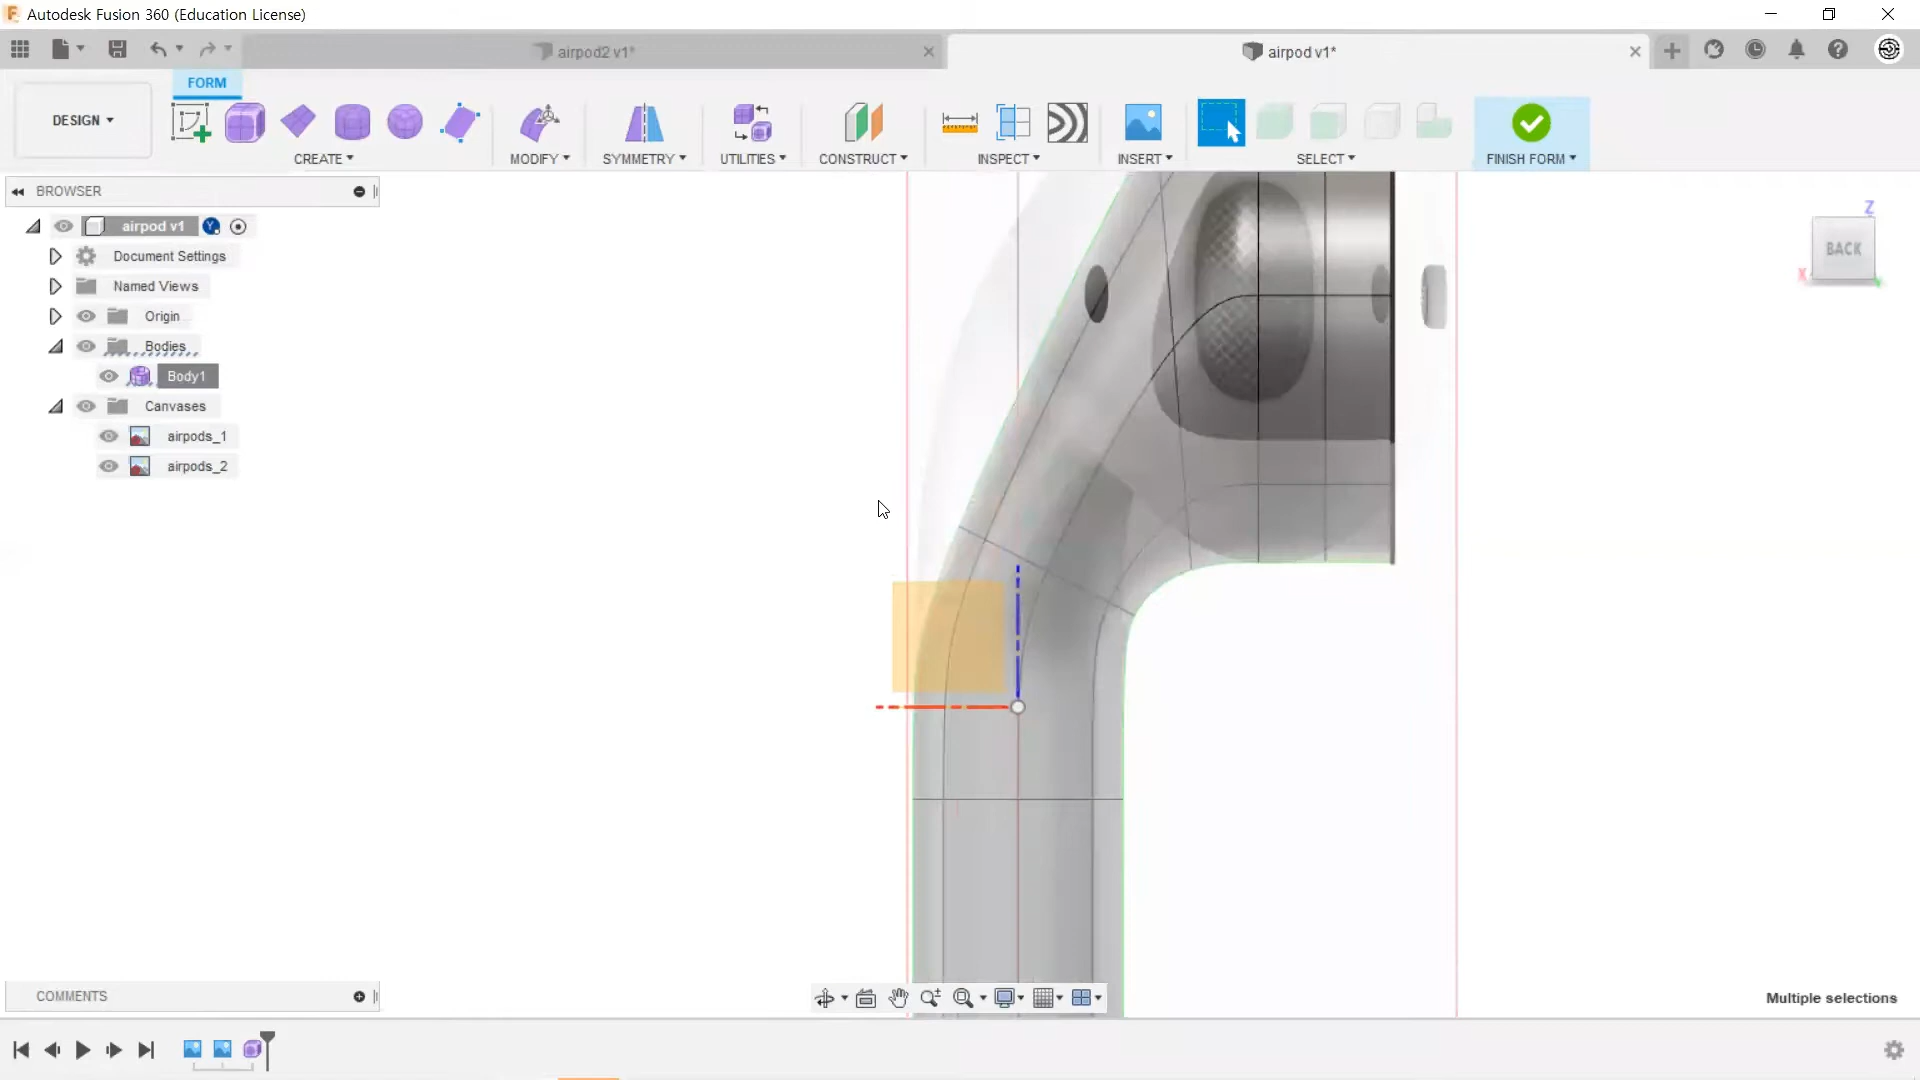 Autodesk Fusion 360 (Education License)
airpod2 v1*
airpod v1*
FORM
DESIGN
CREATE
MODIFY
SYMMETRY
UTILITIES
CONSTRUCT
INSPECT
INSERT
SELECT
FINISH FORM
BROWSER
airpod v1
Document Settings
Named Views
Origin
Bodies
Body1
Canvases
airpods_1
airpods_2
Z
BACK
X
COMMENTS
Multiple selections